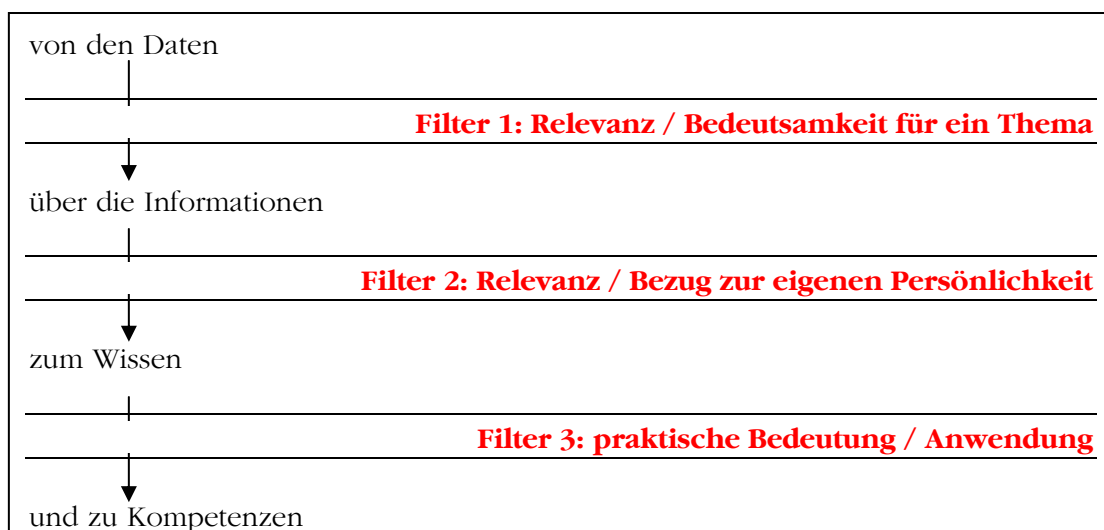 von den Daten
Filter 1: Relevanz / Bedeutsamkeit für ein Thema
über die Informationen
Filter 2: Relevanz / Bezug zur eigenen Persönlichkeit
zum Wissen
Filter 3: praktische Bedeutung / Anwendung
und zu Kompetenzen